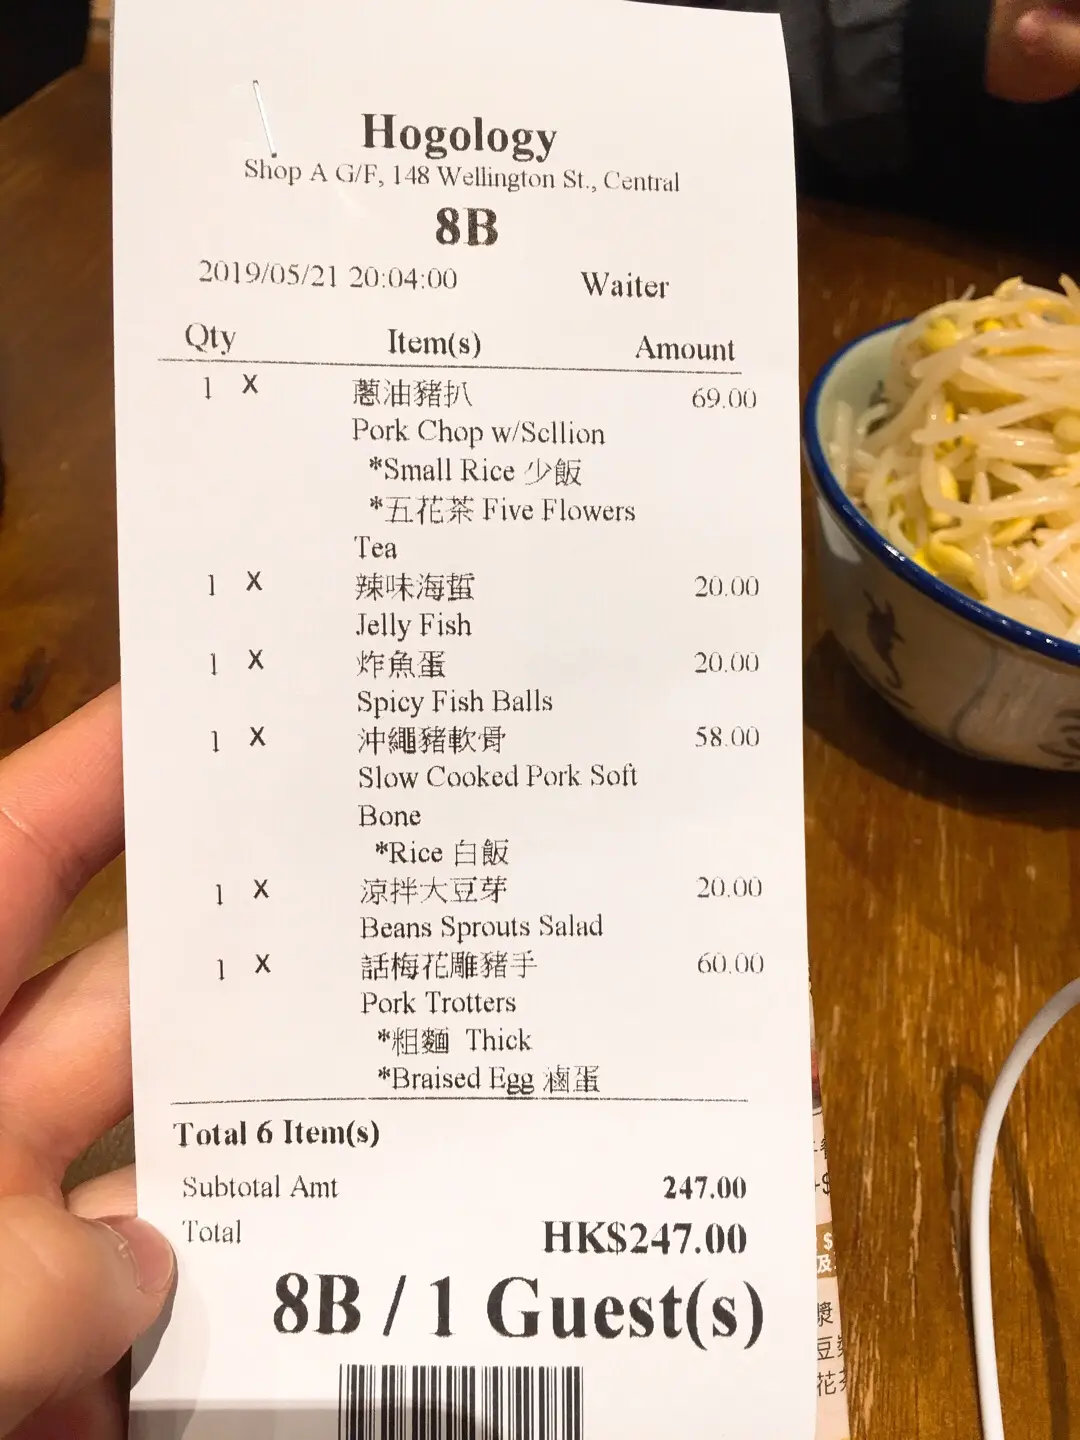 Hogology
Shop A G/F, 148 Wellington St., Central
8B
2019/05/21 20:04:00 Waiter
Qty Item(s) Amount
1 X 蔥油豬扒 69.00
Pork Chop w/Scllion
*Small Rice 少飯
*五花茶 Five Flowers
Tea
1 X 辣味海蜇 20.00
Jelly Fish
1 X 炸魚蛋 20.00
Spicy Fish Balls
1 X 沖繩豬軟骨 58.00
Slow Cooked Pork Soft
Bone
*Rice 白飯
1 X 涼拌大豆芽 20.00
Beans Sprouts Salad
1 X 話梅花雕豬手 60.00
Pork Trotters
*粗麵 Thick
*Braised Egg 滷蛋
Total 6 Item(s)
Subtotal Amt 247.00
Total HK$247.00
8B / 1 Guest(s)